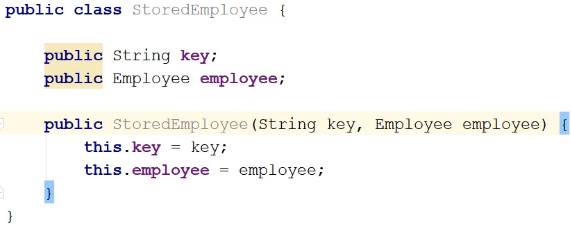 public class StoredEmployee {
public String key;
public Employee employee;
public StoredEmployee(String key, Employee employee) {
this.key = key;
this.employee = employee;
}
}